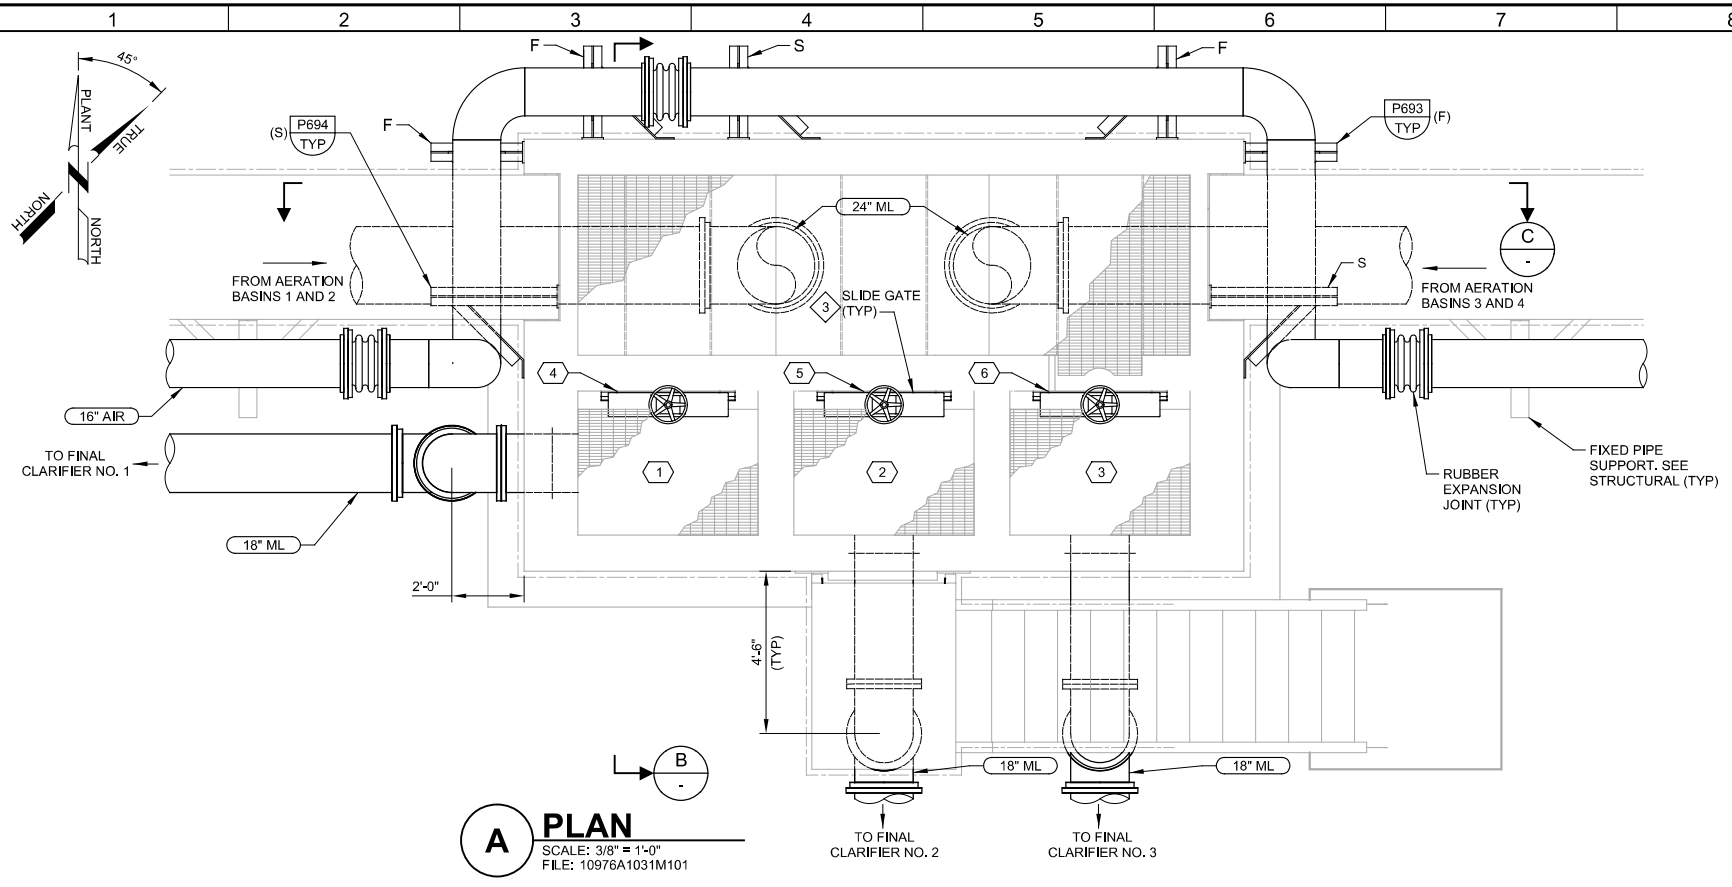 1 2 3 4 5 6 7 8
45°
PLANT
TRUE
NORTH
NORTH
F
S
F
P694
TYP
(S)
F
P693
TYP
(F)
24" ML
FROM AERATION
BASINS 1 AND 2
3
SLIDE GATE
(TYP)
S
C
-
FROM AERATION
BASINS 3 AND 4
4
5
6
16" AIR
TO FINAL
CLARIFIER NO. 1
1
2
3
RUBBER
EXPANSION
JOINT (TYP)
FIXED PIPE
SUPPORT. SEE
STRUCTURAL (TYP)
18" ML
2'-0"
4'-6"
(TYP)
B
-
18" ML
18" ML
A
PLAN
SCALE: 3/8" = 1'-0"
FILE: 10976A1031M101
TO FINAL
CLARIFIER NO. 2
TO FINAL
CLARIFIER NO. 3